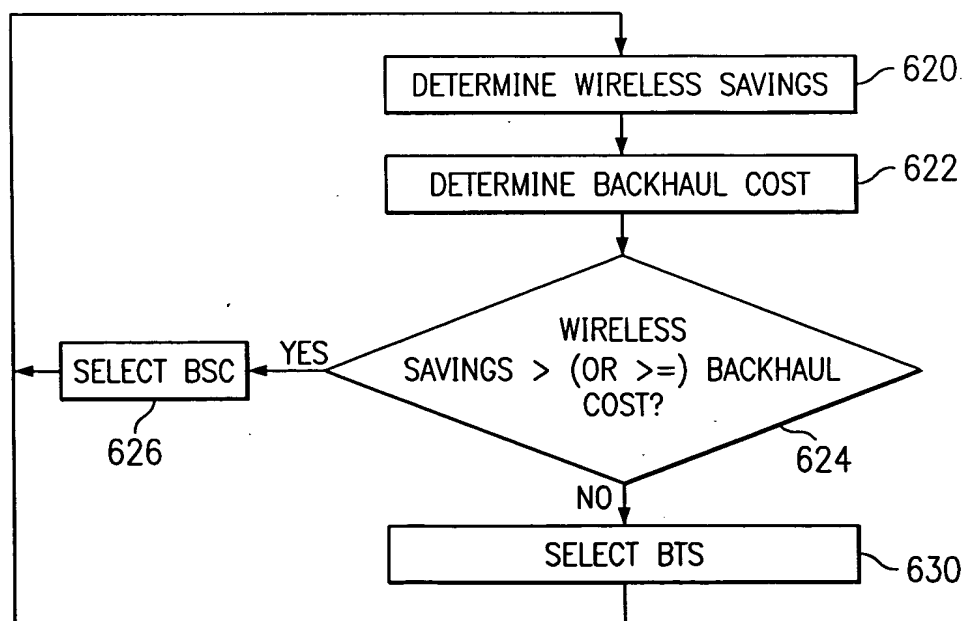 DETERMINE WIRELESS SAVINGS
620
DETERMINE BACKHAUL COST
622
WIRELESS
SAVINGS > (OR >=) BACKHAUL
COST?
624
YES
SELECT BSC
626
NO
SELECT BTS
630